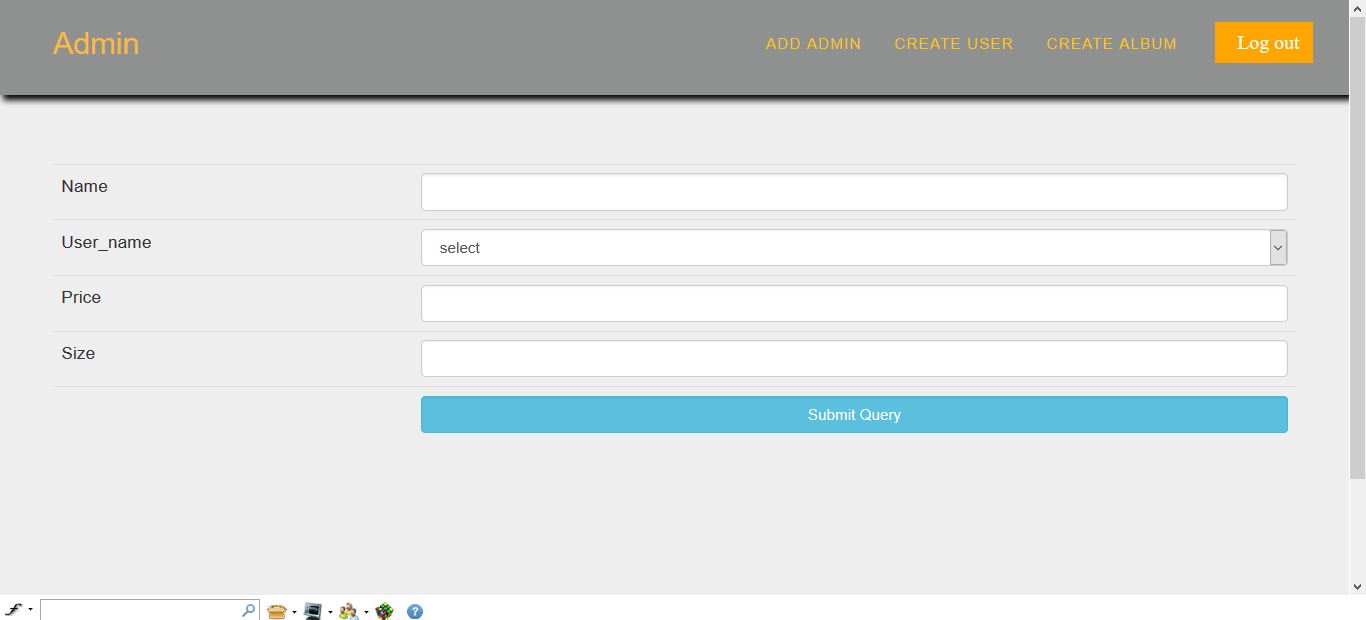 Admin
ADD ADMIN CREATE USER CREATE ALBUM Log out
Name
User_name select
Price
Size
Submit Query